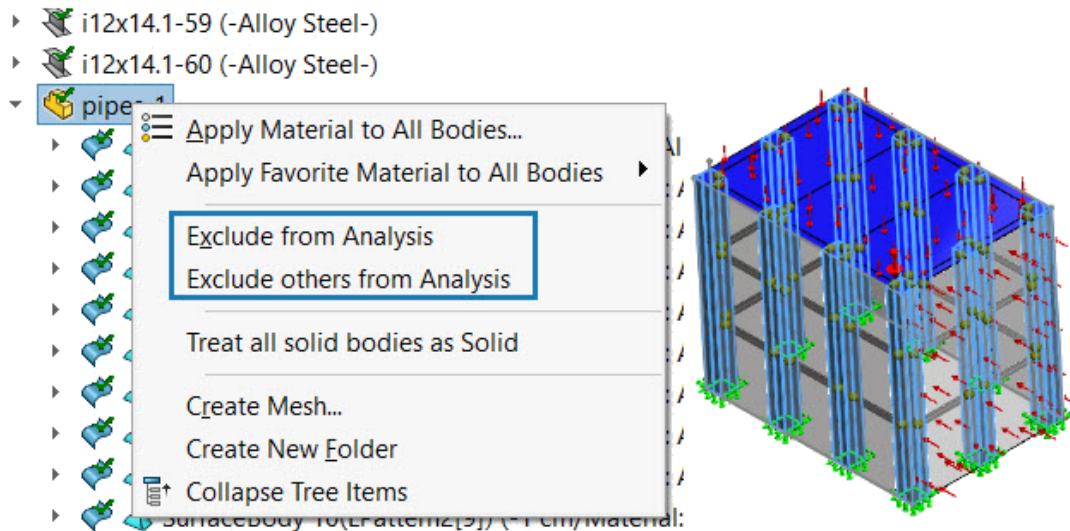 i12x14.1-59 (-Alloy Steel-)
i12x14.1-60 (-Alloy Steel-)
Apply Material to All Bodies...
Apply Favorite Material to All Bodies
Exclude from Analysis
Exclude others from Analysis
Treat all solid bodies as Solid
Create Mesh...
Create New Folder
Collapse Tree Items